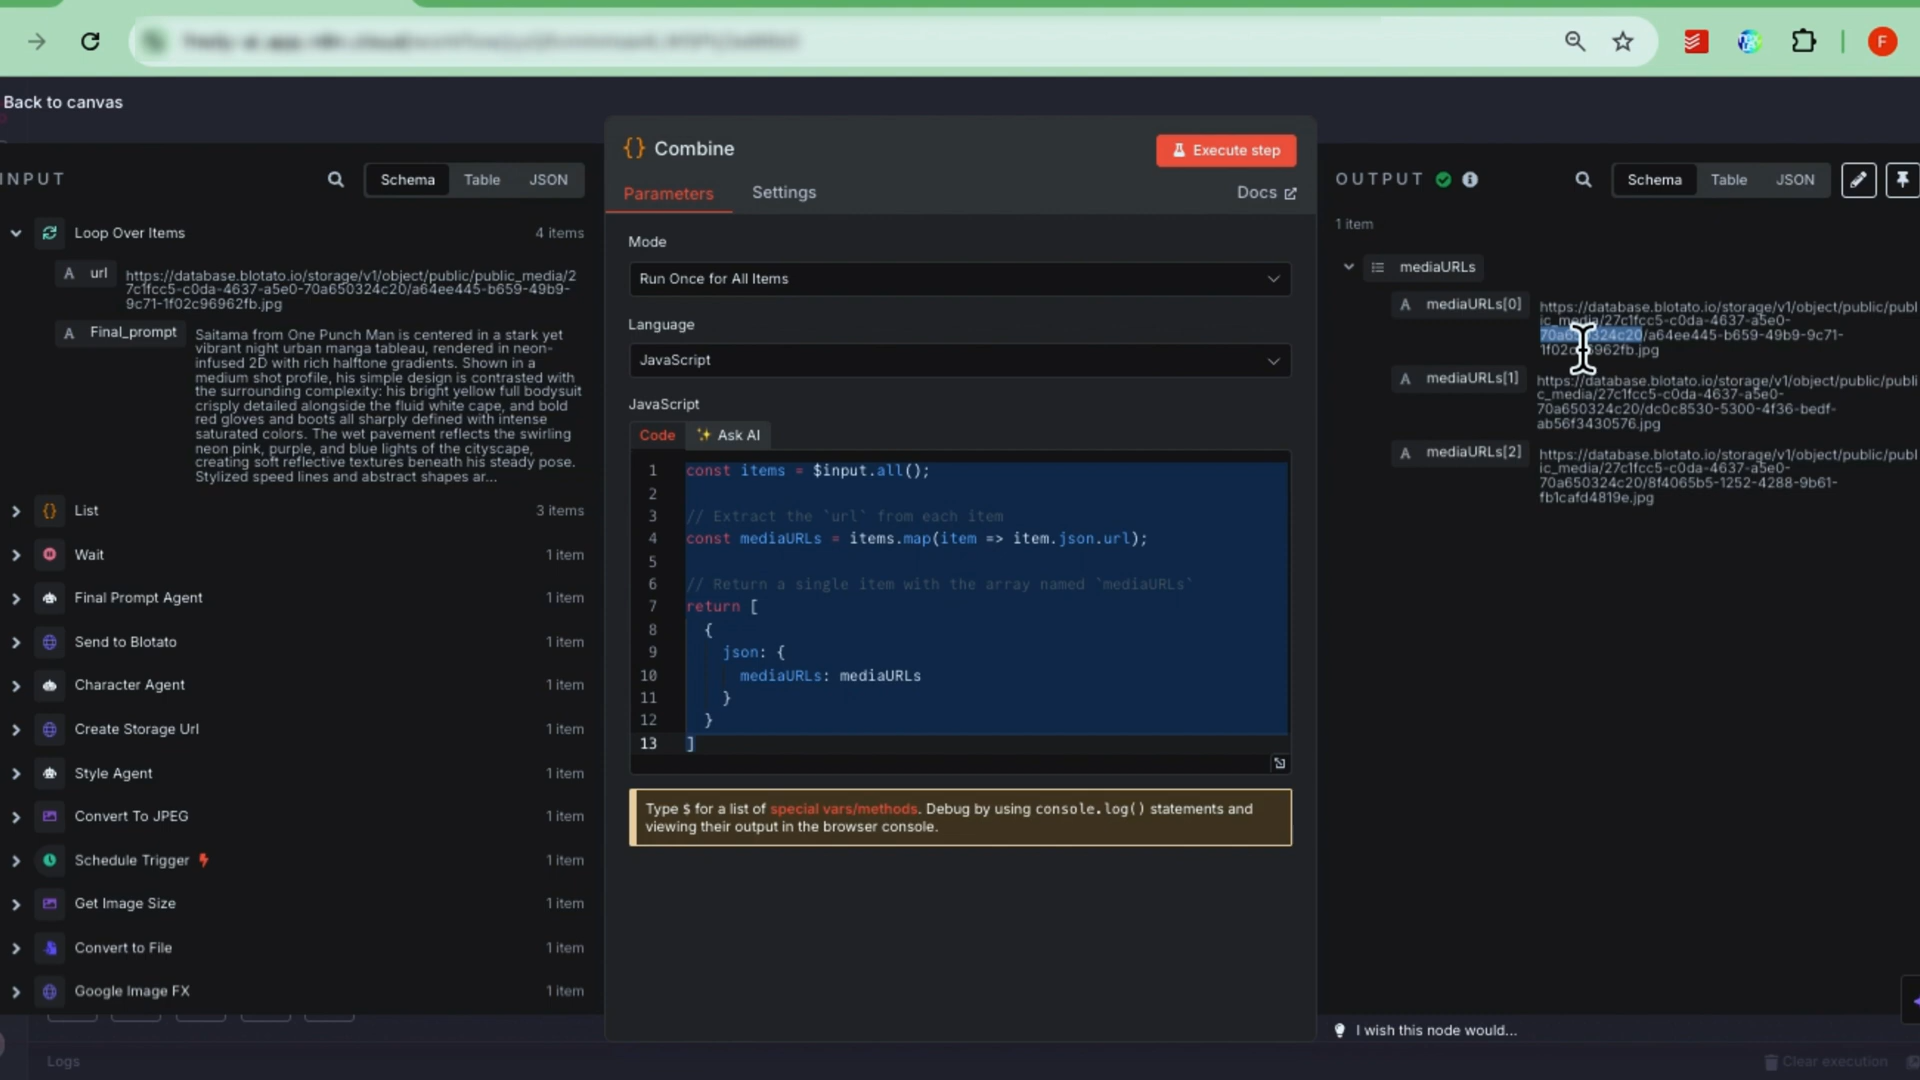 F
Back to canvas
INPUT
Schema
Table
JSON
Loop Over Items
4 items
A url
https://database.blotato.io/storage/v1/object/public/public_media/2
7c1fcc5-c0da-4637-a5e0-70a650324c20/a64ee445-b659-49b9-
9c71-1f02c96962fb.jpg
A Final_prompt
Saitama from One Punch Man is centered in a stark yet
vibrant night urban manga tableau, rendered in neon-
infused 2D with rich halftone gradients. Shown in a
medium shot profile, his simple design is contrasted with
the surrounding complexity: his bright yellow full bodysuit
crisply detailed alongside the fluid white cape, and bold
red gloves and boots all sharply defined with intense
saturated colors. The wet pavement reflects the swirling
neon pink, purple, and blue lights of the cityscape,
creating soft reflective textures beneath his steady pose.
Stylized speed lines and abstract shapes ar...
{} List
3 items
Wait
1 item
Final Prompt Agent
1 item
Send to Blotato
1 item
Character Agent
1 item
Create Storage Url
1 item
Style Agent
1 item
Convert To JPEG
1 item
Schedule Trigger
1 item
Get Image Size
1 item
Convert to File
1 item
Google Image FX
1 item
Logs
{} Combine
Execute step
Parameters
Settings
Docs
Mode
Run Once for All Items
Language
JavaScript
JavaScript
Code
Ask AI
1 const items = $input.all();
2
3 // Extract the `url` from each item
4 const mediaURLs = items.map(item => item.json.url);
5
6 // Return a single item with the array named `mediaURLs`
7 return [
8 {
9 json: {
10 mediaURLs: mediaURLs
11 }
12 }
13 ]
Type $ for a list of special vars/methods. Debug by using console.log() statements and
viewing their output in the browser console.
OUTPUT
Schema
Table
JSON
1 item
mediaURLs
A mediaURLs[0]
https://database.blotato.io/storage/v1/object/public/publ
ic_media/27c1fcc5-c0da-4637-a5e0-
/a64ee445-b659-49b9-9c71-
A mediaURLs[1]
https://database.blotato.io/storage/v1/object/public/publi
c_media/27c1fcc5-c0da-4637-a5e0-
70a650324c20/dc0c8530-5300-4f36-bedf-
ab56f3430576.jpg
A mediaURLs[2]
https://database.blotato.io/storage/v1/object/public/publ
ic_media/27c1fcc5-c0da-4637-a5e0-
70a650324c20/8f4065b5-1252-4288-9b61-
fb1cafd4819e.jpg
I wish this node would...
Clear execution